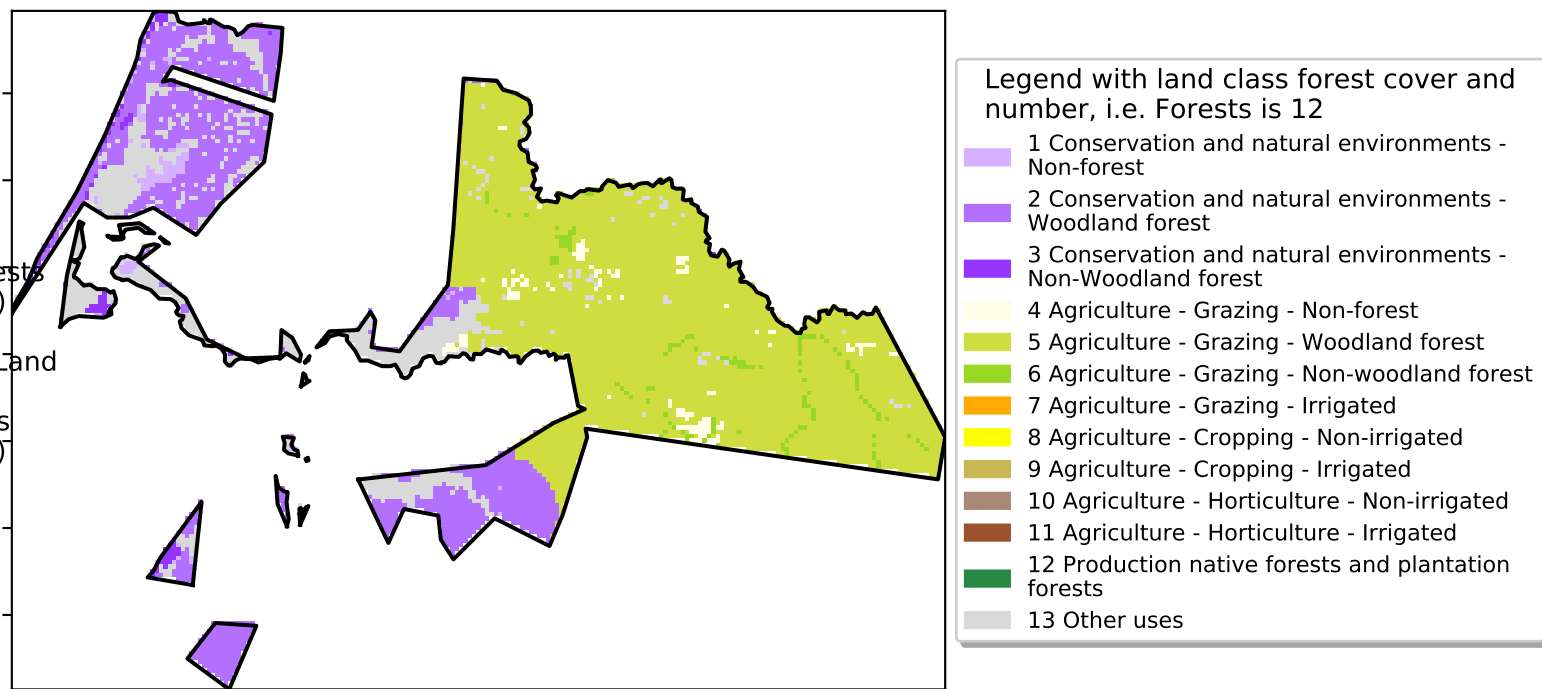 Legend with land class forest cover and
number, i.e. Forests is 12
1 Conservation and natural environments -
Non-forest
2 Conservation and natural environments -
Woodland forest
3 Conservation and natural environments -
Non-Woodland forest
4 Agriculture - Grazing - Non-forest
5 Agriculture - Grazing - Woodland forest
6 Agriculture - Grazing - Non-woodland forest
7 Agriculture - Grazing - Irrigated
8 Agriculture - Cropping - Non-irrigated
9 Agriculture - Cropping - Irrigated
10 Agriculture - Horticulture - Non-irrigated
11 Agriculture - Horticulture - Irrigated
12 Production native forests and plantation
forests
13 Other uses